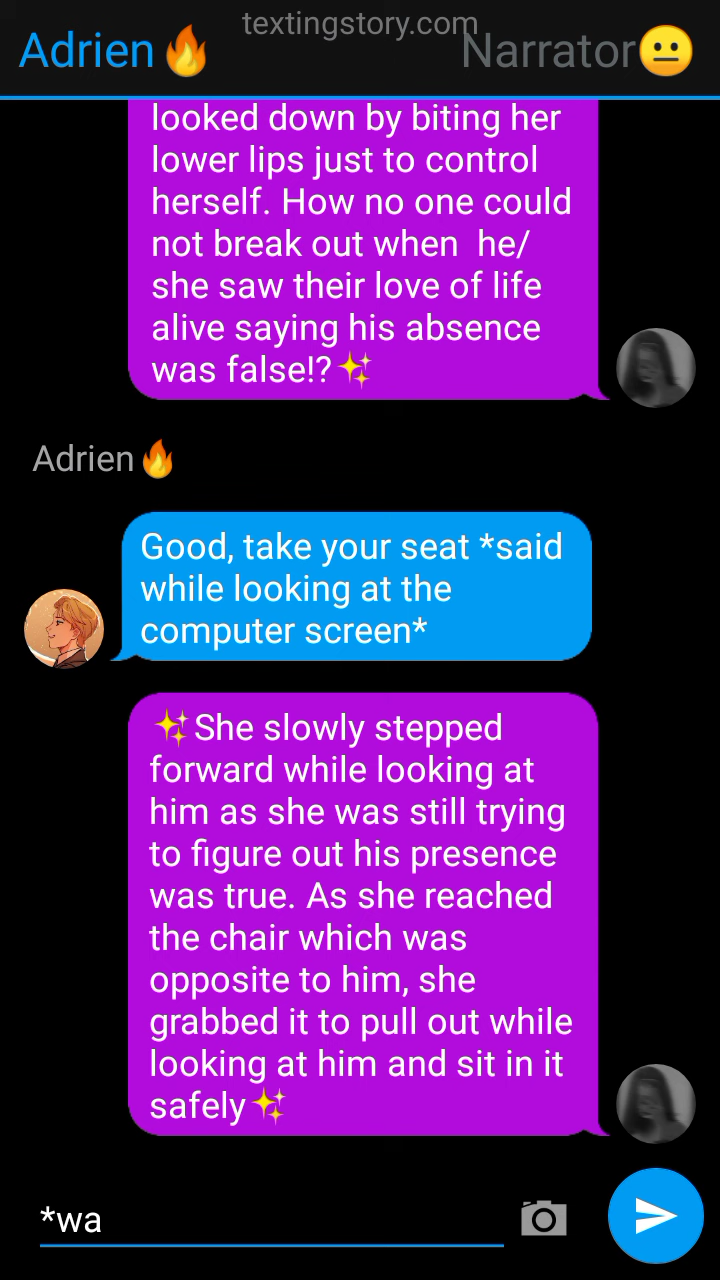 textingstory.com
Adrien🔥 Narrator😐
looked down by biting her
lower lips just to control
herself. How no one could
not break out when  he/
she saw their love of life
alive saying his absence
was false!?✨
Adrien🔥
Good, take your seat *said
while looking at the
computer screen*
✨She slowly stepped
forward while looking at
him as she was still trying
to figure out his presence
was true. As she reached
the chair which was
opposite to him, she
grabbed it to pull out while
looking at him and sit in it
safely✨
*wa